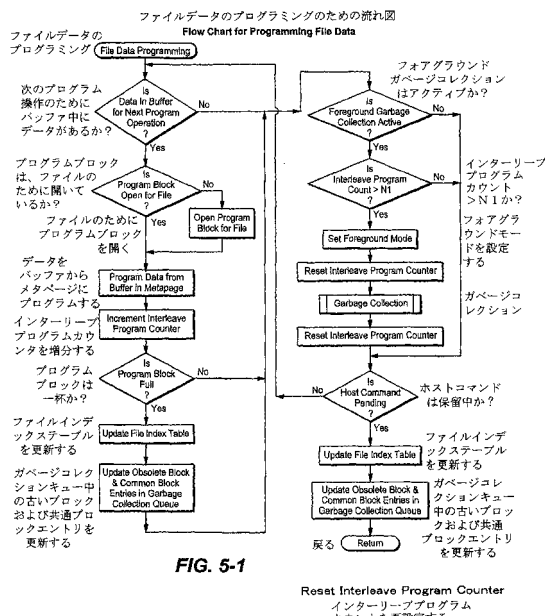 ファイルデータのプログラミングのための流れ図
Flow Chart for Programming File Data
ファイルデータの
プログラミング
File Data Programming
次のプログラム
操作のために
バッファ中に
データがあるか?
Is
Data In Buffer
for Next Program
Operation
?
No
Yes
プログラムブロック
は、ファイルの
ために開いて
いるか?
Is
Program Block
Open for File
?
No
Yes
ファイルのために
プログラムブロック
を開く
Open Program
Block for File
データを
バッファから
メタページに
プログラムする
Program Data from
Buffer in Metapage
インターリーブ
プログラムカウ
ンタを増分する
Increment Interleave
Program Counter
プログラム
ブロックは
一杯か?
Is
Program Block
Full
?
No
Yes
ファイルインデ
ックステーブル
を更新する
Update File Index Table
ガベージコレ
クションキュー中
の古いブロック
および共通ブロ
ックエントリを
更新する
Update Obsolete Block
& Common Block
Entries in Garbage
Collection Queue
フォアグラウンド
ガベージコレクション
はアクティブか?
Is
Foreground Garbage
Collection Active
?
No
Yes
インターリーブ
プログラム
カウント
>N1か?
Is
Interleave Program
Count > N1
?
No
Yes
フォアグラ
ウンドモー
ドを設定
する
Set Foreground Mode
Reset Interleave Program Counter
Garbage Collection
ガベージコ
レクション
Reset Interleave Program Counter
Is
Host Command
Pending
?
No
Yes
ホストコマンド
は保留中か?
ファイルインデ
ックステーブル
を更新する
Update File Index Table
Update Obsolete Block
& Common Block Entries in
Garbage Collection Queue
ガベージコレク
ションキュー中
の古いブロッ
クおよび共通
ブロックエントリ
を更新する
戻る
Return
FIG. 5-1
Reset Interleave Program Counter
インターリーブプログラム